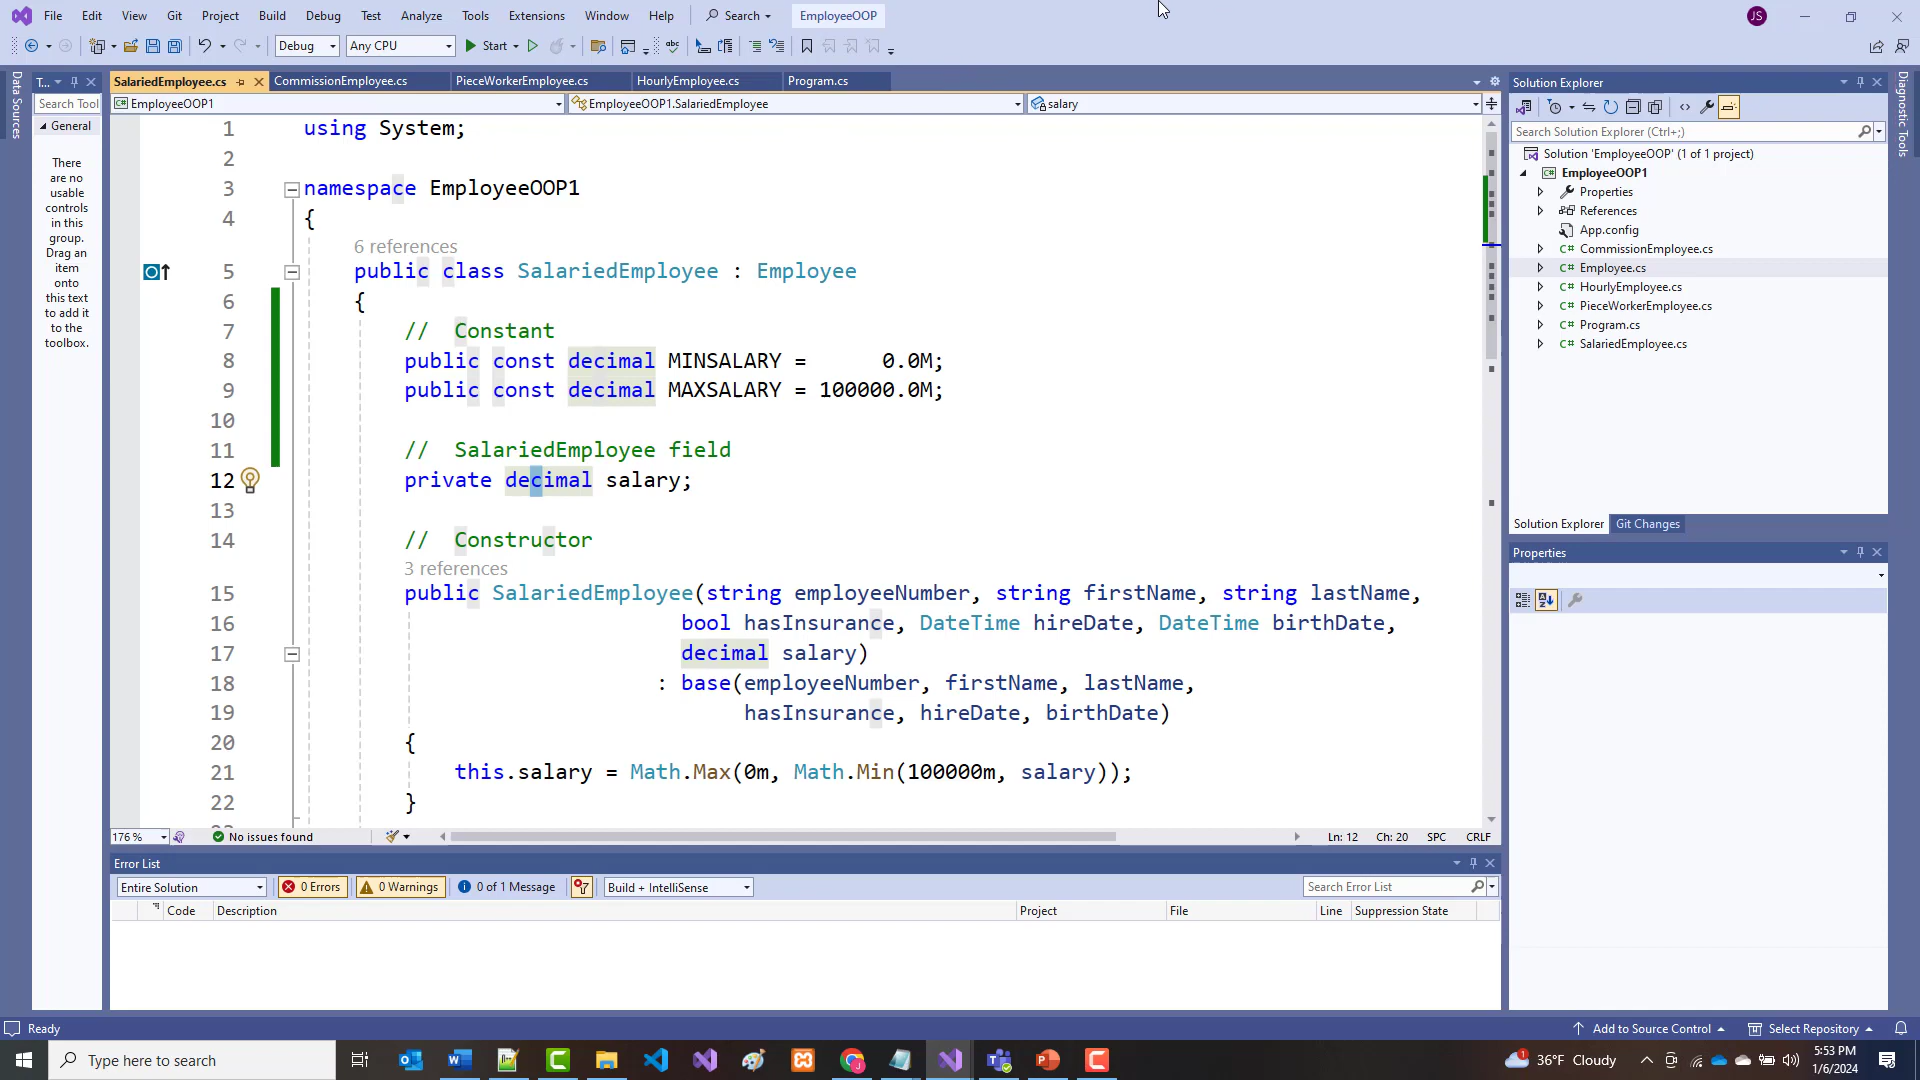 File Edit View Git Project Build Debug Test Analyze Tools Extensions Window Help Search EmployeeOOP JS
Debug Any CPU Start
Data Sources
T...
Search Tool
General
There
are no
usable
controls
in this
group.
Drag an
item
onto
this text
to add it
to the
toolbox.
SalariedEmployee.cs CommissionEmployee.cs PieceWorkerEmployee.cs HourlyEmployee.cs Program.cs
EmployeeOOP1 EmployeeOOP1.SalariedEmployee salary
1 using System;
2
3 namespace EmployeeOOP1
4 {
6 references
5 public class SalariedEmployee : Employee
6 {
7 // Constant
8 public const decimal MINSALARY = 0.0M;
9 public const decimal MAXSALARY = 100000.0M;
10
11 // SalariedEmployee field
12 private decimal salary;
13
14 // Constructor
3 references
15 public SalariedEmployee(string employeeNumber, string firstName, string lastName,
16 bool hasInsurance, DateTime hireDate, DateTime birthDate,
17 decimal salary)
18 : base(employeeNumber, firstName, lastName,
19 hasInsurance, hireDate, birthDate)
20 {
21 this.salary = Math.Max(0m, Math.Min(100000m, salary));
22 }
176 % No issues found Ln: 12 Ch: 20 SPC CRLF
Error List
Entire Solution 0 Errors 0 Warnings 0 of 1 Message Build + IntelliSense Search Error List
Code Description Project File Line Suppression State
Solution Explorer
Search Solution Explorer (Ctrl+;)
Solution 'EmployeeOOP' (1 of 1 project)
EmployeeOOP1
Properties
References
App.config
C# CommissionEmployee.cs
C# Employee.cs
C# HourlyEmployee.cs
C# PieceWorkerEmployee.cs
C# Program.cs
C# SalariedEmployee.cs
Solution Explorer Git Changes
Properties
Diagnostic Tools
Ready Add to Source Control Select Repository
Type here to search 36°F Cloudy 5:53 PM
1/6/2024